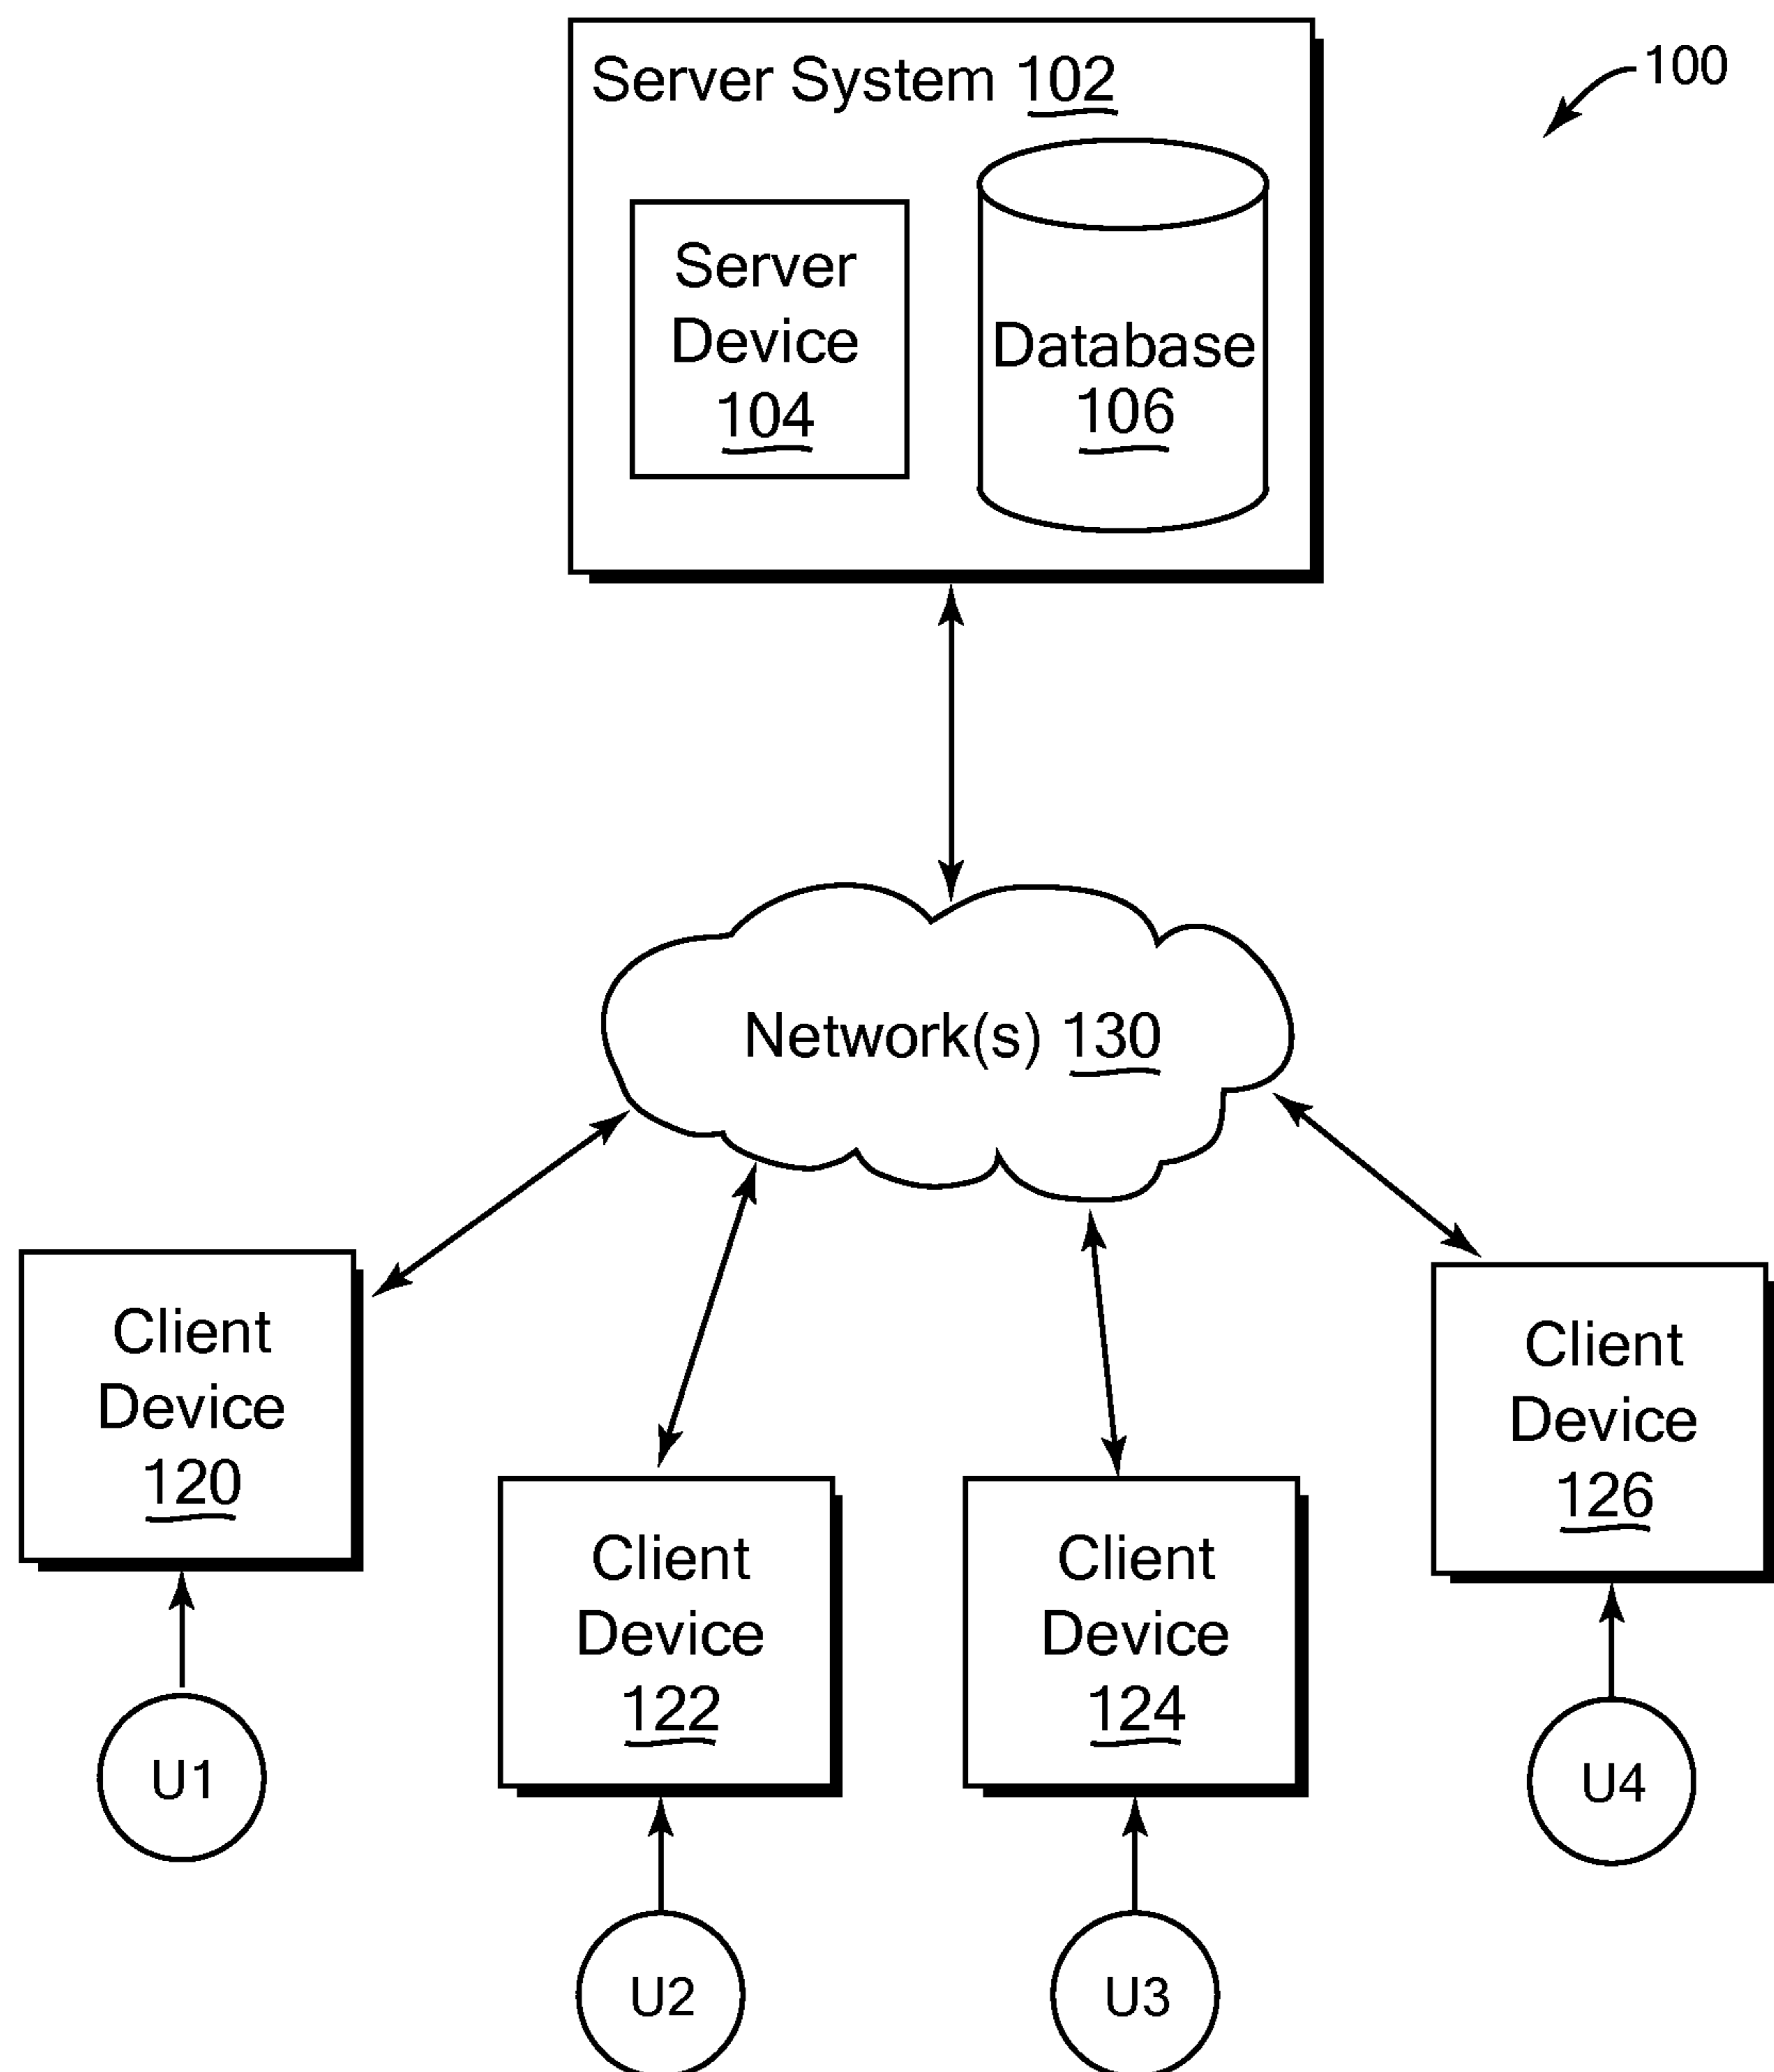 Server System 102
100
Server
Device
104
Database
106
Network(s) 130
Client
Device
120
Client
Device
122
Client
Device
124
Client
Device
126
U1
U2
U3
U4